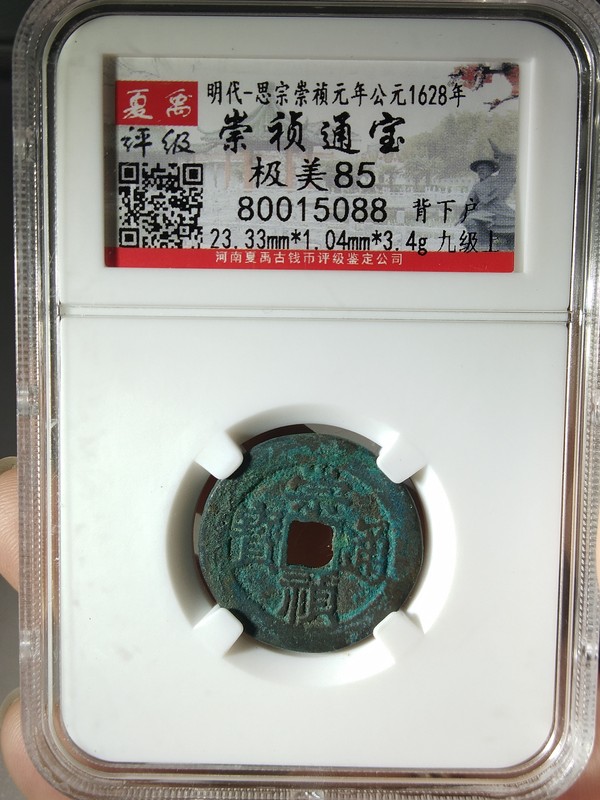 夏禹
评级
明代-思宗崇祯元年公元1628年
崇祯通宝
极美85
80015088 背下户
23.33mm*1.04mm*3.4g 九级上
河南夏禹古钱币评级鉴定公司
崇禎通寶